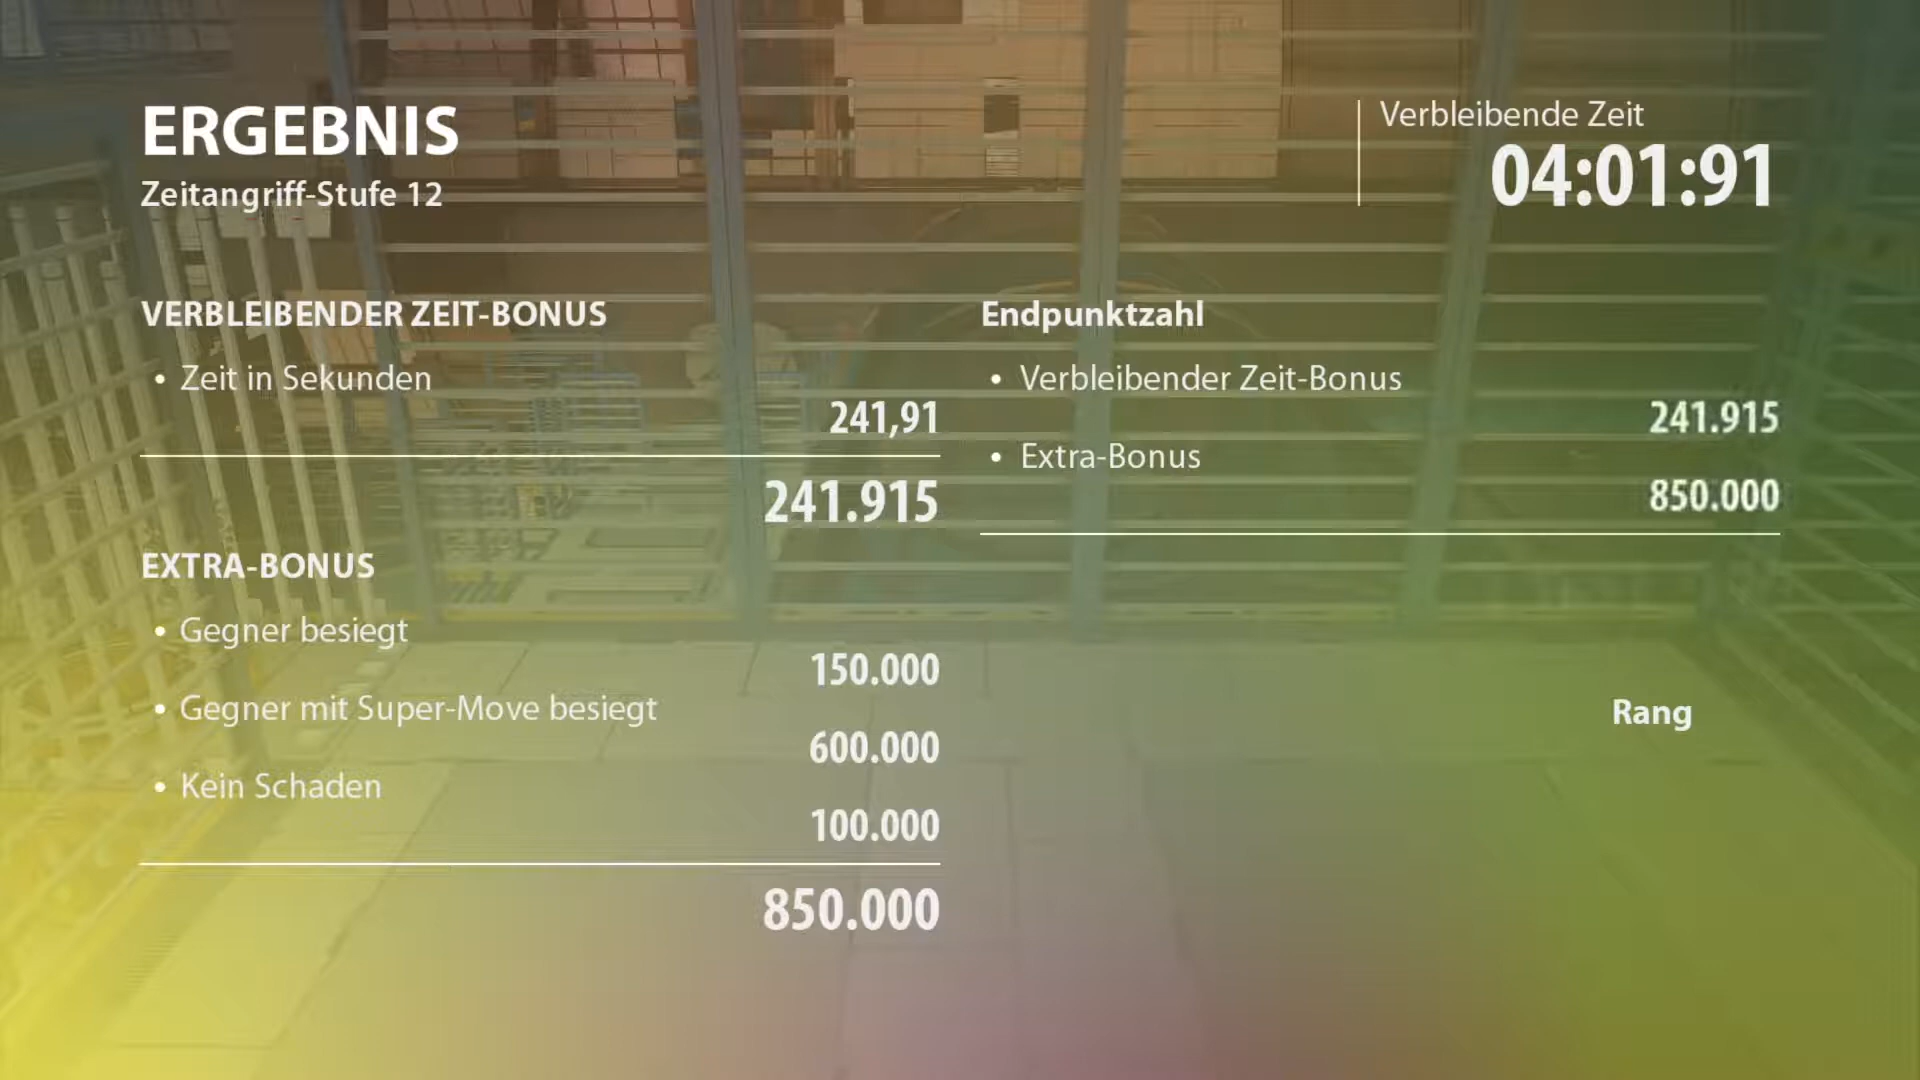 ERGEBNIS
Zeitangriff-Stufe 12
Verbleibende Zeit
04:01:91
VERBLEIBENDER ZEIT-BONUS
• Zeit in Sekunden
241,91
241.915
EXTRA-BONUS
• Gegner besiegt
150.000
• Gegner mit Super-Move besiegt
600.000
• Kein Schaden
100.000
850.000
Endpunktzahl
• Verbleibender Zeit-Bonus
241.915
• Extra-Bonus
850.000
Rang